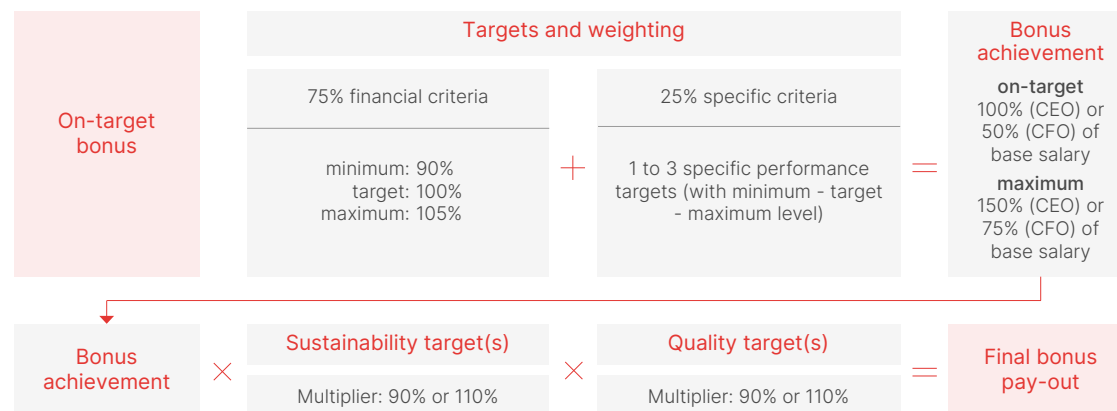 On-target
bonus
Targets and weighting
75% financial criteria
minimum: 90%
target: 100%
maximum: 105%
+
25% specific criteria
1 to 3 specific performance
targets (with minimum - target
- maximum level)
=
Bonus
achievement
on-target
100% (CEO) or
50% (CFO) of
base salary
maximum
150% (CEO) or
75% (CFO) of
base salary
Bonus
achievement
×
Sustainability target(s)
Multiplier: 90% or 110%
×
Quality target(s)
Multiplier: 90% or 110%
=
Final bonus
pay-out